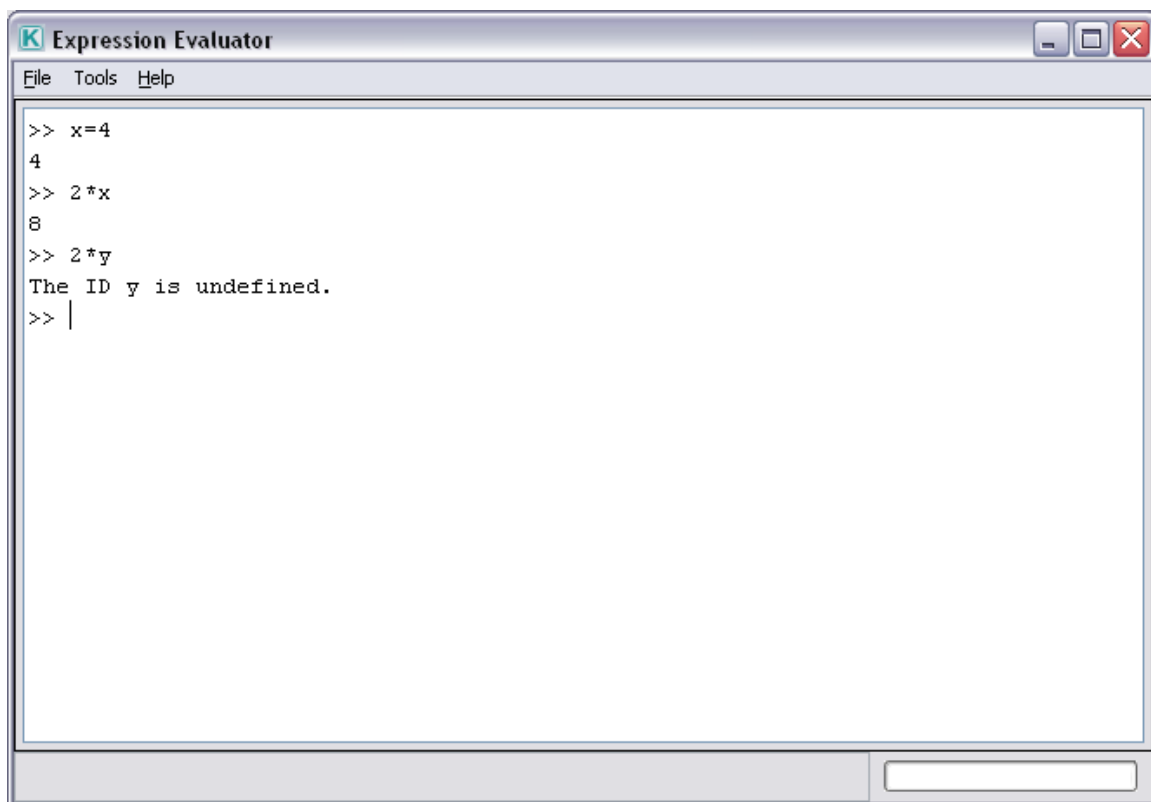 K Expression Evaluator
File Tools Help
>> x=4
4
>> 2*x
8
>> 2*y
The ID y is undefined.
>>